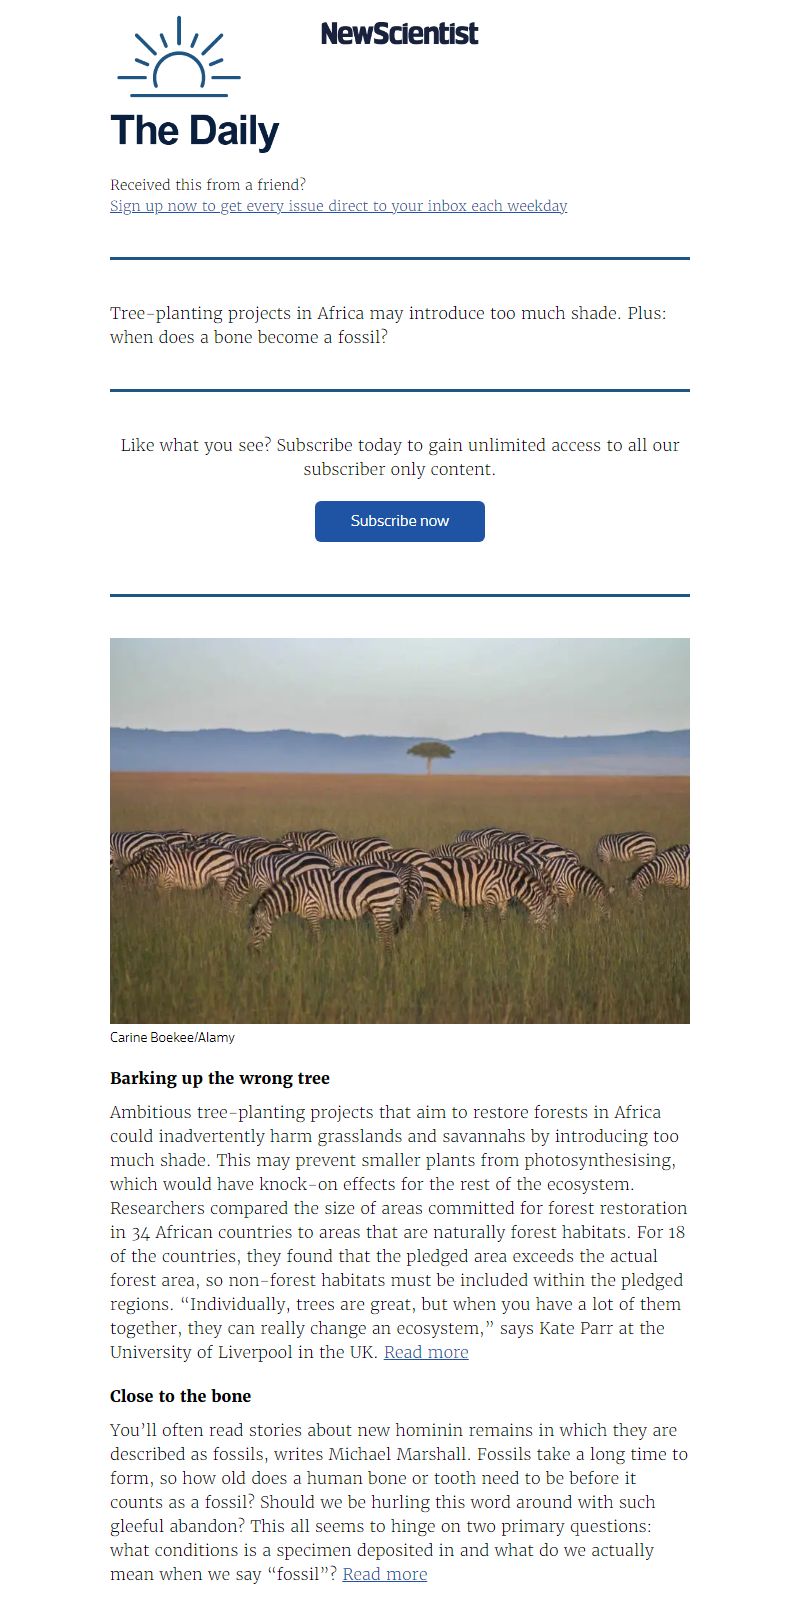 NewScientist
The Daily
Received this from a friend?
Sign up now to get every issue direct to your inbox each weekday
Tree-planting projects in Africa may introduce too much shade. Plus:
when does a bone become a fossil?
Like what you see? Subscribe today to gain unlimited access to all our
subscriber only content.
Subscribe now
Carine Boekee/Alamy
Barking up the wrong tree
Ambitious tree-planting projects that aim to restore forests in Africa
could inadvertently harm grasslands and savannahs by introducing too
much shade. This may prevent smaller plants from photosynthesising,
which would have knock-on effects for the rest of the ecosystem.
Researchers compared the size of areas committed for forest restoration
in 34 African countries to areas that are naturally forest habitats. For 18
of the countries, they found that the pledged area exceeds the actual
forest area, so non-forest habitats must be included within the pledged
regions. “Individually, trees are great, but when you have a lot of them
together, they can really change an ecosystem,” says Kate Parr at the
University of Liverpool in the UK. Read more
Close to the bone
You’ll often read stories about new hominin remains in which they are
described as fossils, writes Michael Marshall. Fossils take a long time to
form, so how old does a human bone or tooth need to be before it
counts as a fossil? Should we be hurling this word around with such
gleeful abandon? This all seems to hinge on two primary questions:
what conditions is a specimen deposited in and what do we actually
mean when we say “fossil”? Read more